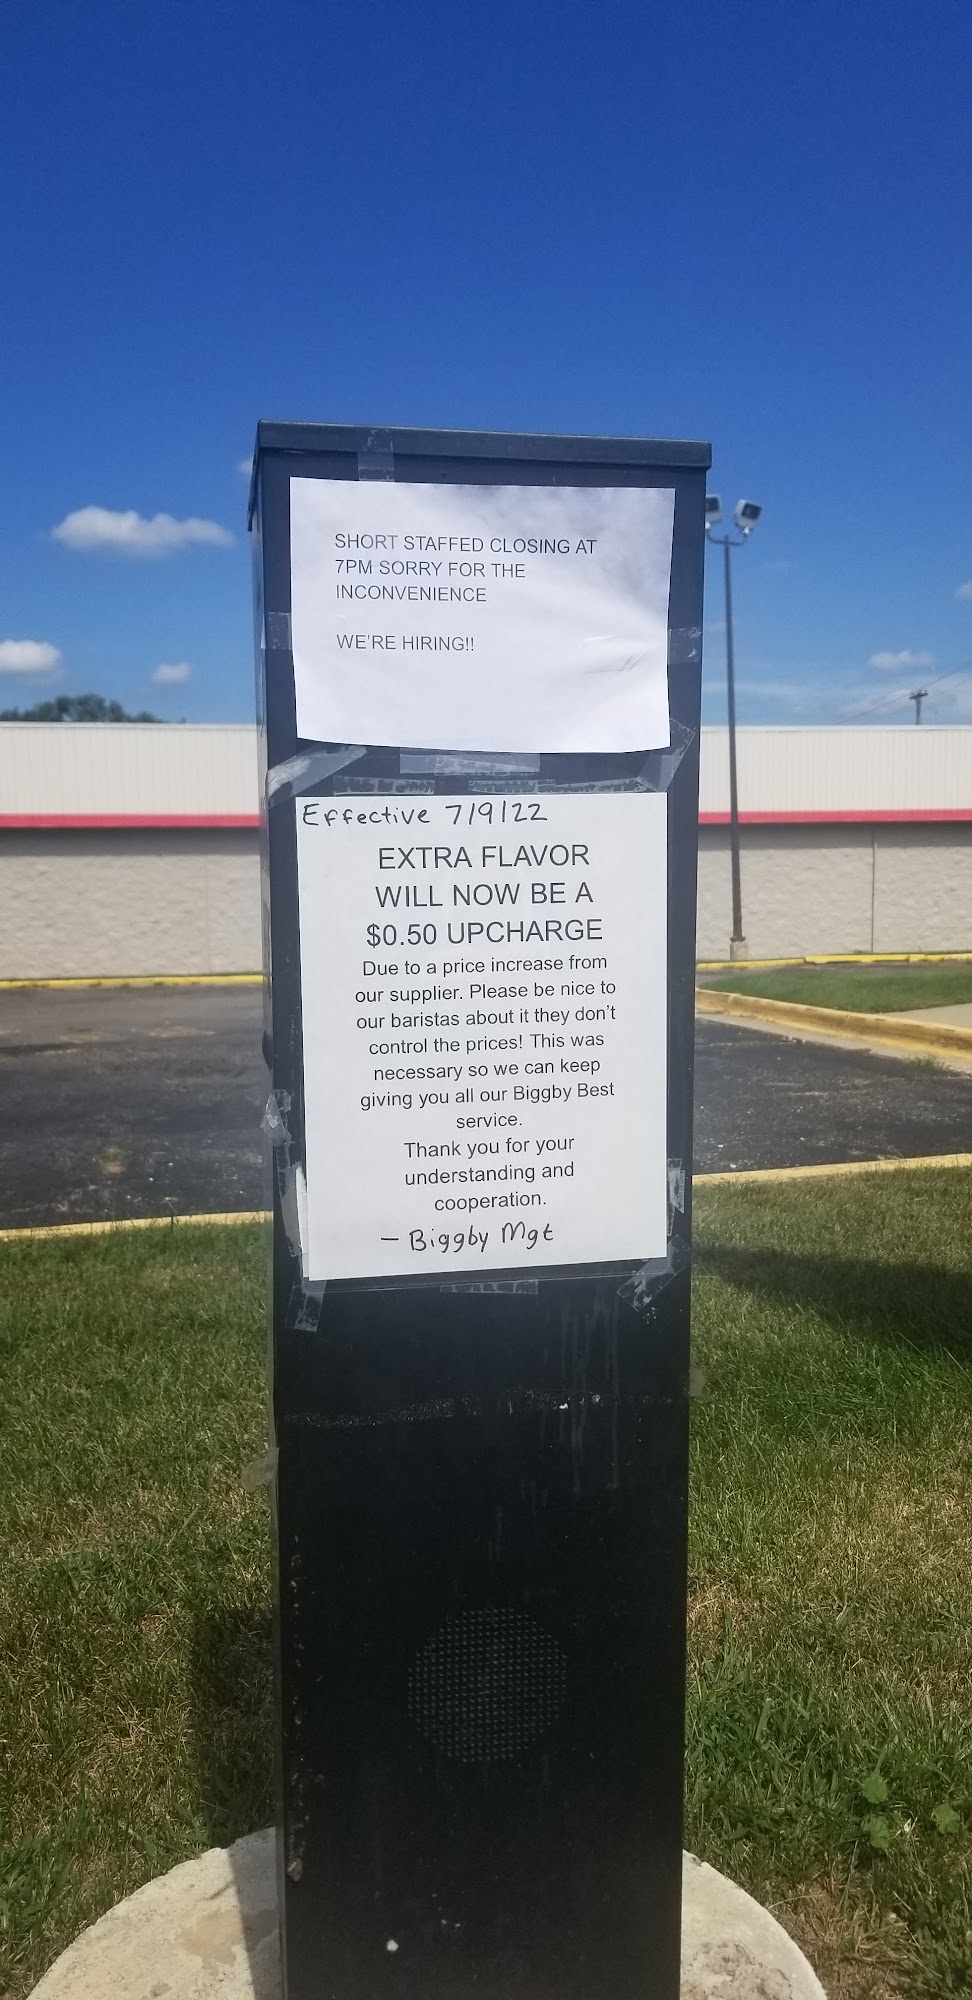 SHORT STAFFED CLOSING AT
7PM SORRY FOR THE
INCONVENIENCE
WE'RE HIRING!!
Effective 7/9/22
EXTRA FLAVOR
WILL NOW BE A
$0.50 UPCHARGE
Due to a price increase from
our supplier. Please be nice to
our baristas about it they don't
control the prices! This was
necessary so we can keep
giving you all our Biggby Best
service.
Thank you for your
understanding and
cooperation.
- Biggby Mgt